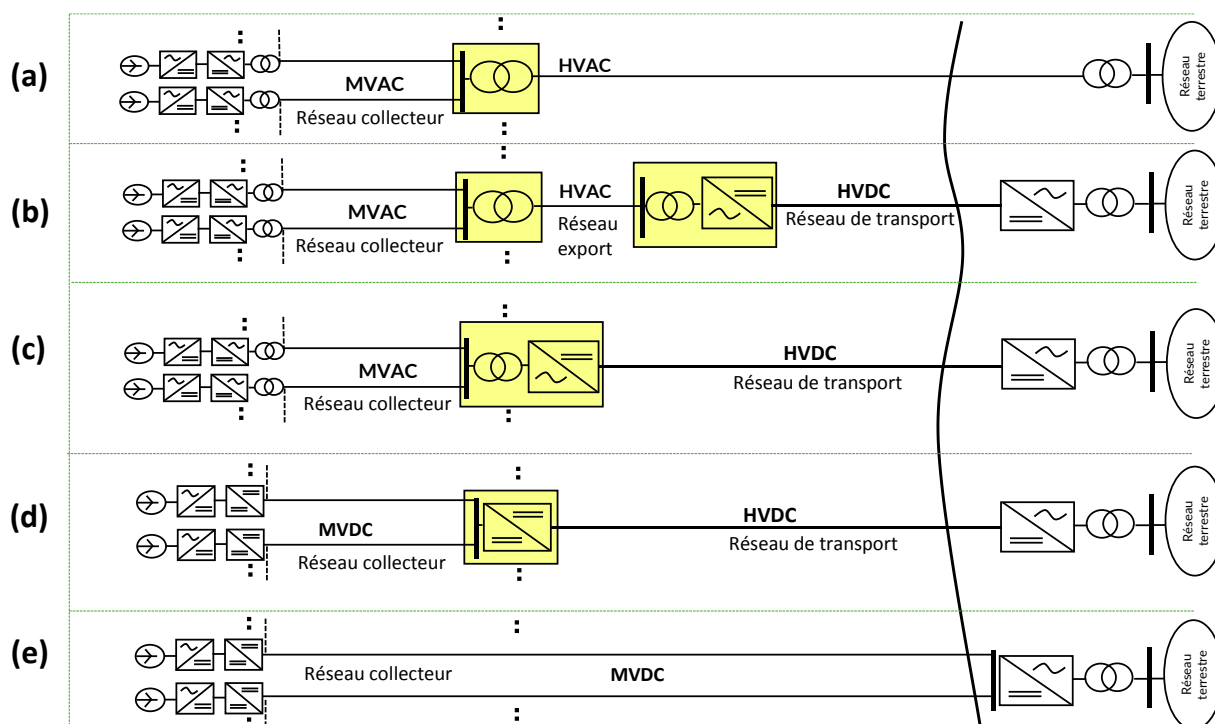 (a)
MVAC
Réseau collecteur
HVAC
Réseau
terrestre
(b)
MVAC
Réseau collecteur
HVAC
Réseau
export
HVDC
Réseau de transport
Réseau
terrestre
(c)
MVAC
Réseau collecteur
HVDC
Réseau de transport
Réseau
terrestre
(d)
MVDC
Réseau collecteur
HVDC
Réseau de transport
Réseau
terrestre
(e)
Réseau collecteur
MVDC
Réseau
terrestre